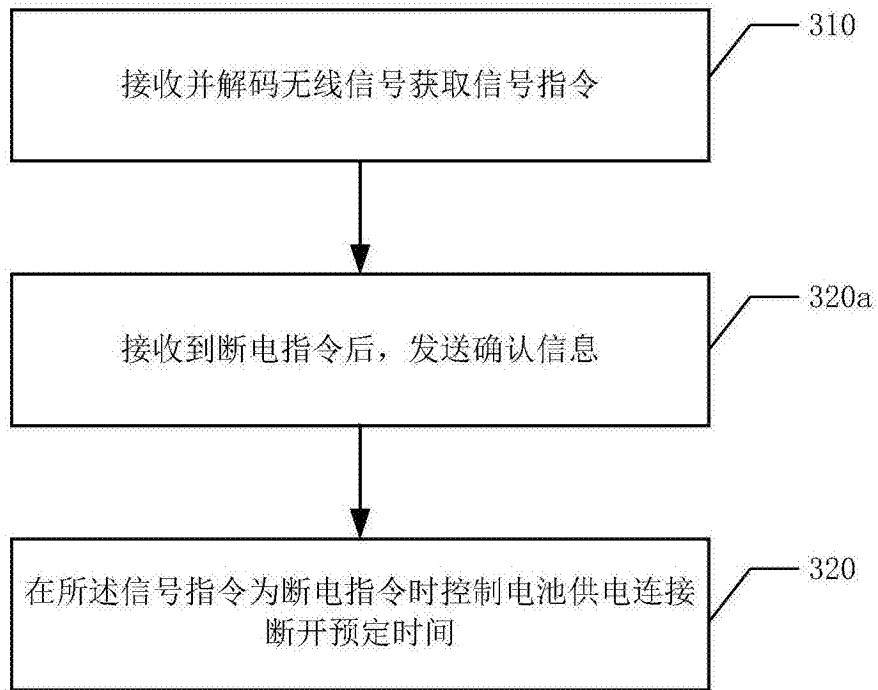 接收并解码无线信号获取信号指令
310
接收到断电指令后，发送确认信息
320a
在所述信号指令为断电指令时控制电池供电连接
断开预定时间
320